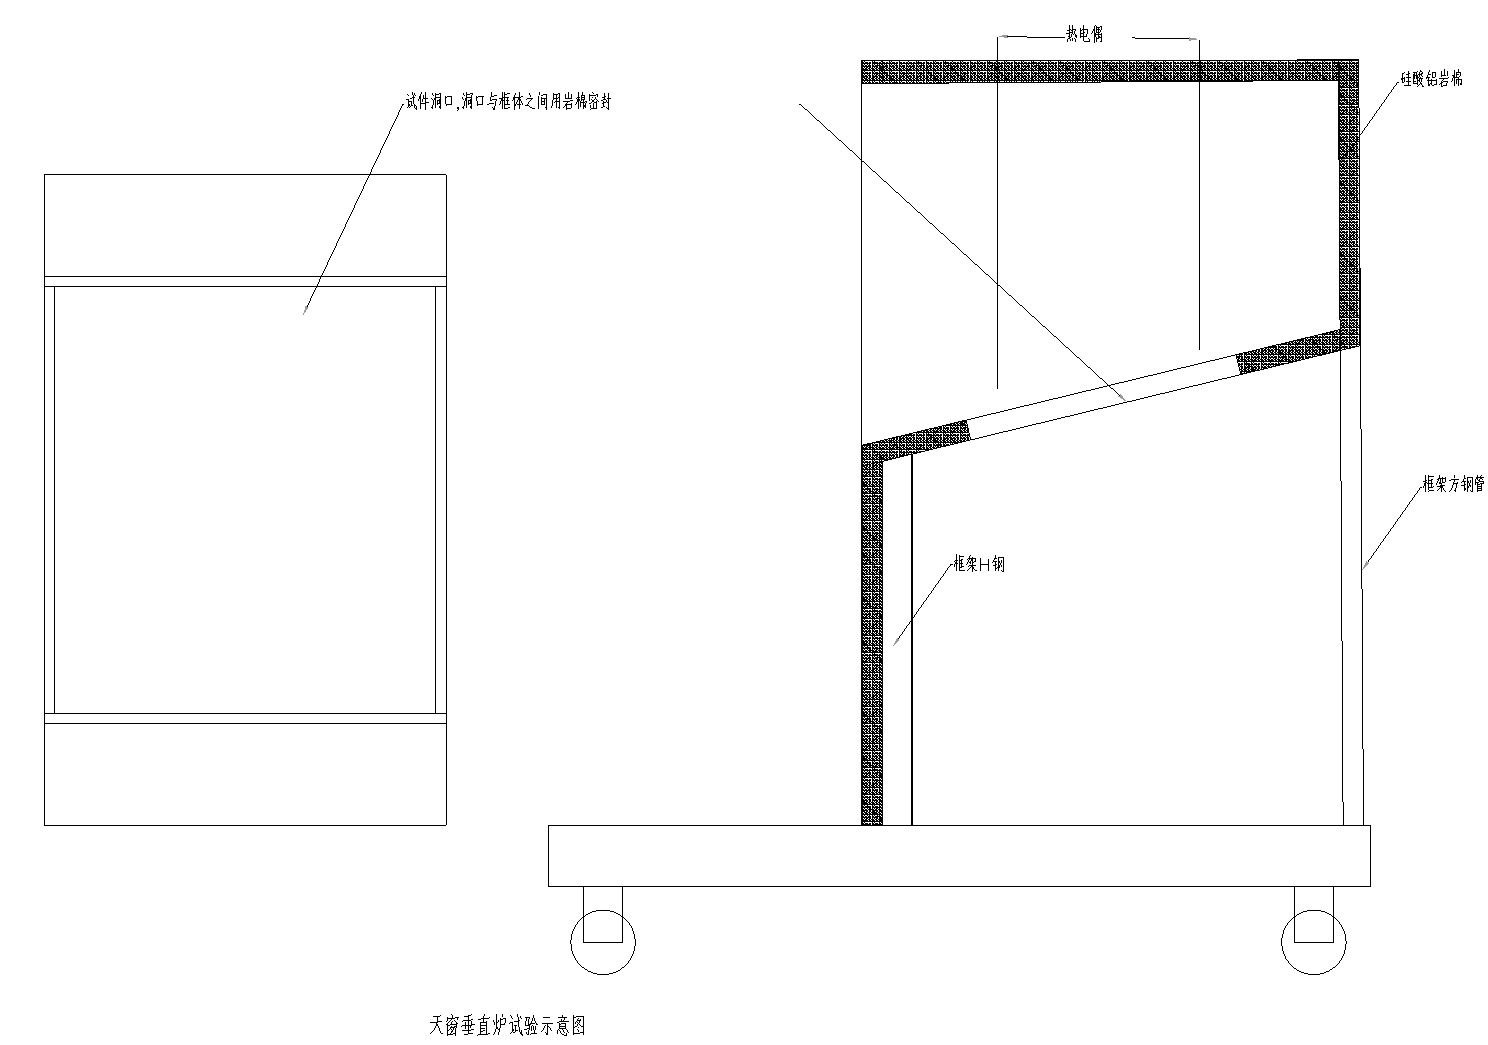 热电偶
硅酸铝岩棉
试件洞口,洞口与框体之间用岩棉密封
框架方钢管
框架H钢
天窗垂直炉试验示意图